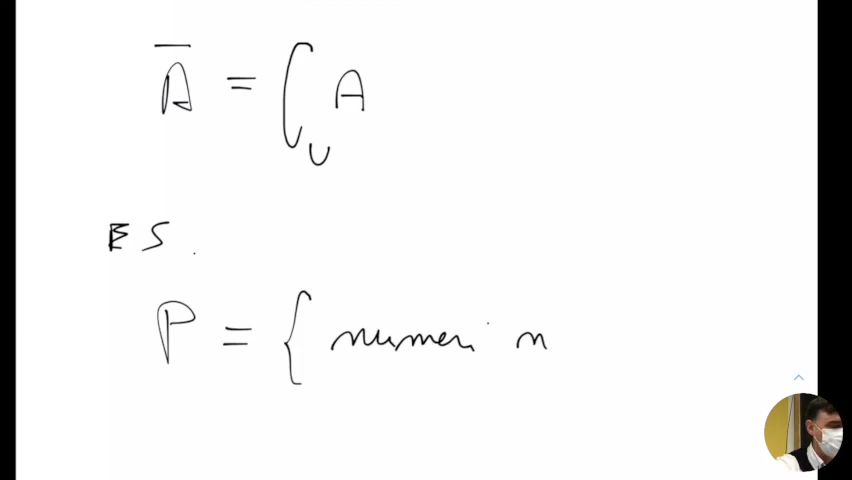 A̅ = ∁_U A
ES.
P = { numeri n